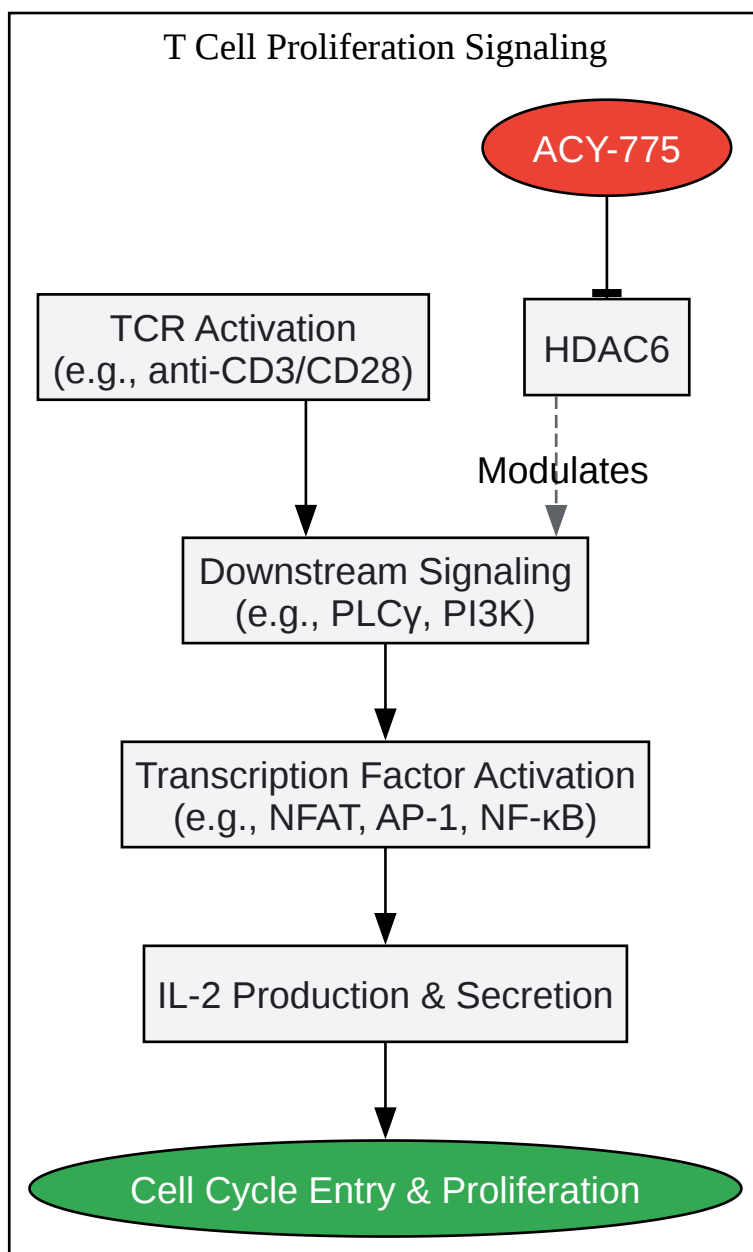 T Cell Proliferation Signaling
ACY-775
TCR Activation
(e.g., anti-CD3/CD28)
HDAC6
Modulates
Downstream Signaling
(e.g., PLCγ, PI3K)
Transcription Factor Activation
(e.g., NFAT, AP-1, NF-κB)
IL-2 Production & Secretion
Cell Cycle Entry & Proliferation